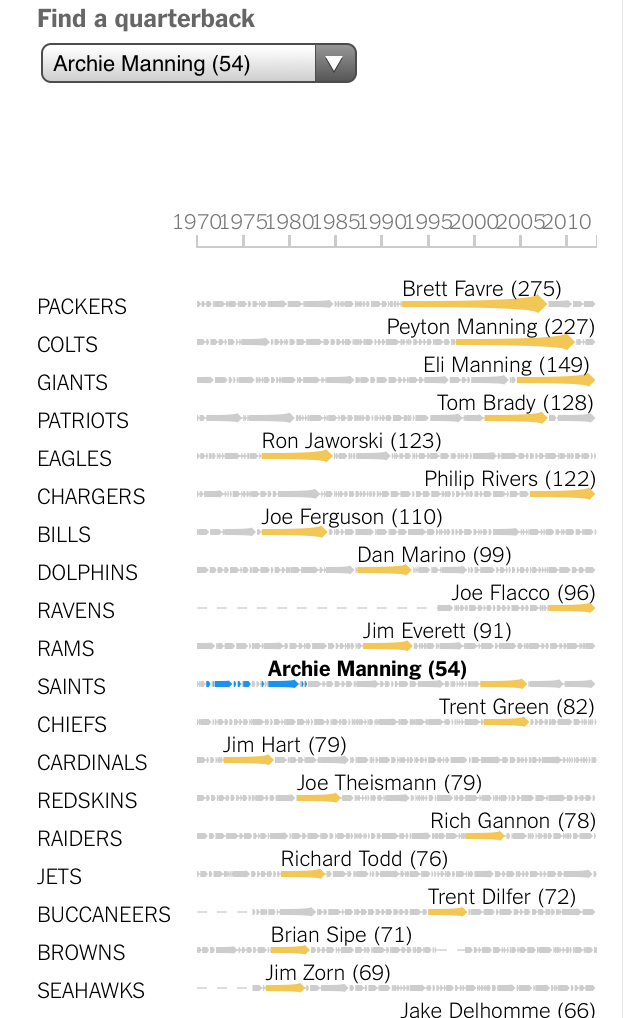 Find a quarterback
Archie Manning (54)
1970 1975 1980 1985 1990 1995 2000 2005 2010
Brett Favre (275)
PACKERS
Peyton Manning (227)
COLTS
Eli Manning (149)
GIANTS
Tom Brady (128)
PATRIOTS
Ron Jaworski (123)
EAGLES
Philip Rivers (122)
CHARGERS
Joe Ferguson (110)
BILLS
Dan Marino (99)
DOLPHINS
Joe Flacco (96)
RAVENS
Jim Everett (91)
RAMS
Archie Manning (54)
SAINTS
Trent Green (82)
CHIEFS
Jim Hart (79)
CARDINALS
Joe Theismann (79)
REDSKINS
Rich Gannon (78)
RAIDERS
Richard Todd (76)
JETS
Trent Dilfer (72)
BUCCANEERS
Brian Sipe (71)
BROWNS
Jim Zorn (69)
SEAHAWKS
Jake Delhomme (66)